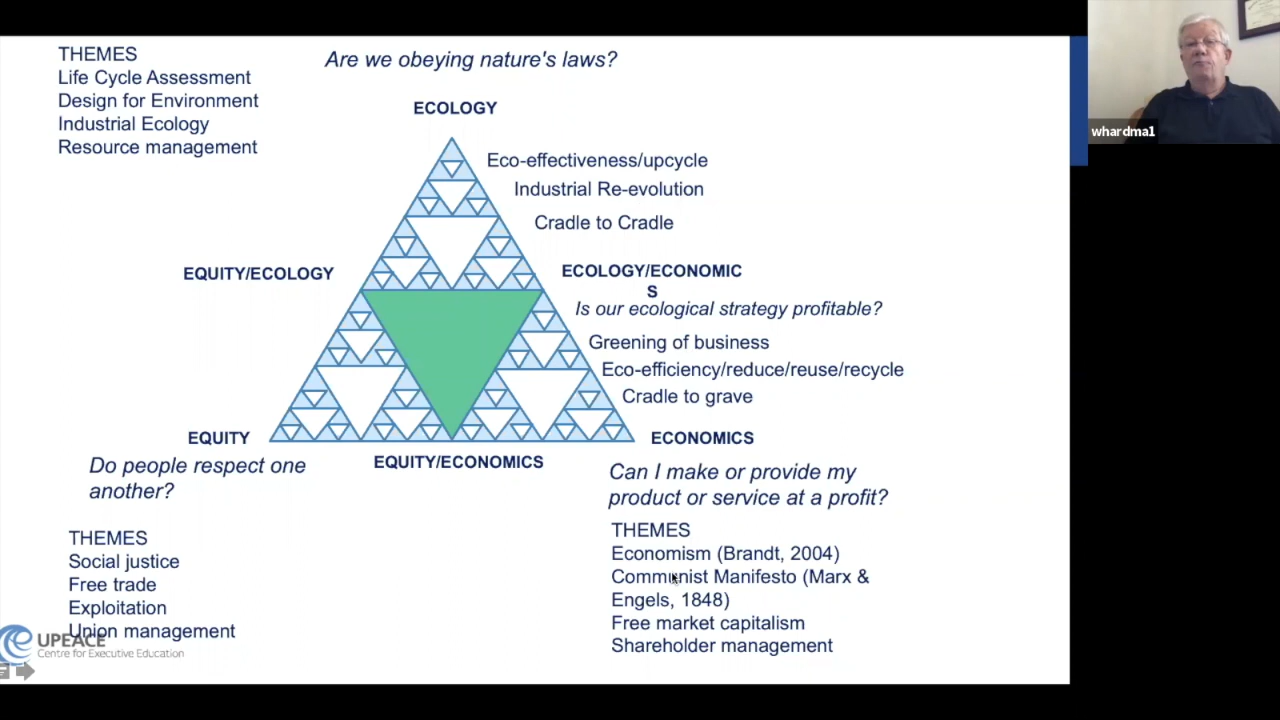 THEMES
Life Cycle Assessment
Design for Environment
Industrial Ecology
Resource management
Are we obeying nature's laws?
ECOLOGY
Eco-effectiveness/upcycle
Industrial Re-evolution
Cradle to Cradle
EQUITY/ECOLOGY
ECOLOGY/ECONOMIC
S
Is our ecological strategy profitable?
Greening of business
Eco-efficiency/reduce/reuse/recycle
Cradle to grave
EQUITY
ECONOMICS
EQUITY/ECONOMICS
Do people respect one
another?
Can I make or provide my
product or service at a profit?
THEMES
Social justice
Free trade
Exploitation
Union management
THEMES
Economism (Brandt, 2004)
Communist Manifesto (Marx &
Engels, 1848)
Free market capitalism
Shareholder management
UPEACE
Centre for Executive Education
whardma1